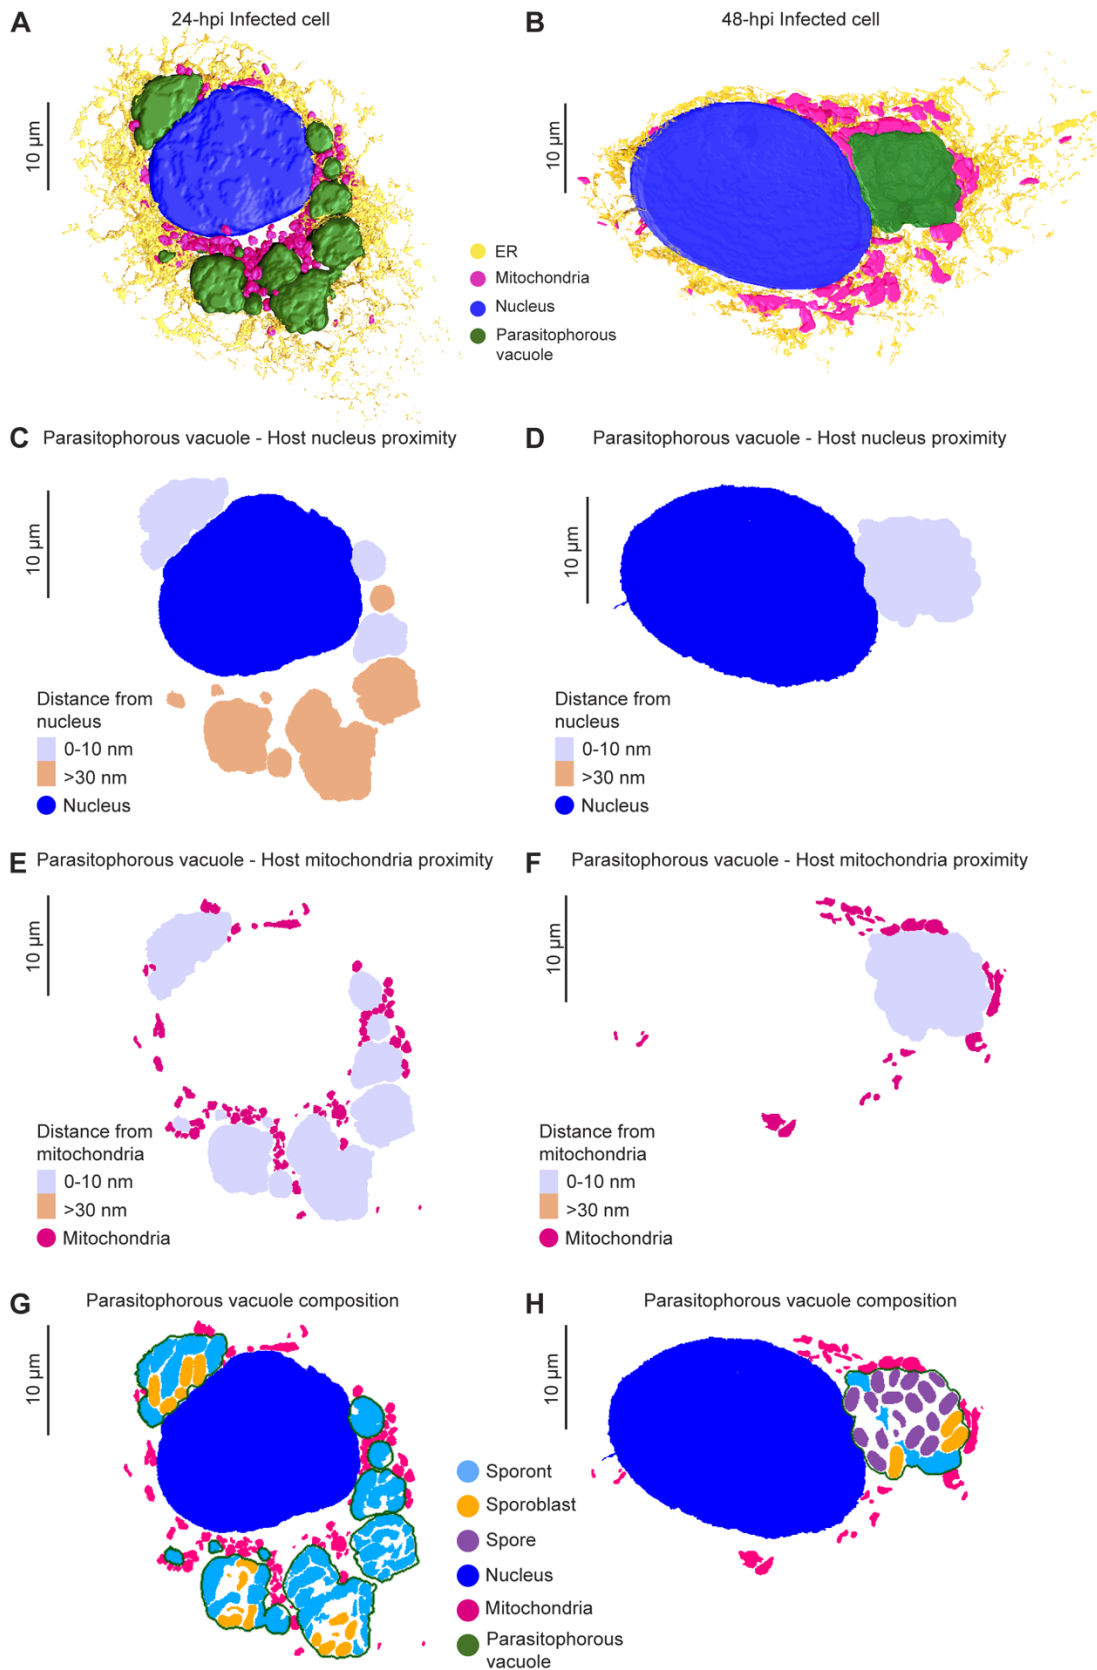 A
24-hpi Infected cell
B
48-hpi Infected cell
10 µm
10 µm
ER
Mitochondria
Nucleus
Parasitophorous
vacuole
C
Parasitophorous vacuole - Host nucleus proximity
D
Parasitophorous vacuole - Host nucleus proximity
10 µm
10 µm
Distance from
nucleus
0-10 nm
>30 nm
Nucleus
Distance from
nucleus
0-10 nm
>30 nm
Nucleus
E
Parasitophorous vacuole - Host mitochondria proximity
F
Parasitophorous vacuole - Host mitochondria proximity
10 µm
10 µm
Distance from
mitochondria
0-10 nm
>30 nm
Mitochondria
Distance from
mitochondria
0-10 nm
>30 nm
Mitochondria
G
Parasitophorous vacuole composition
H
Parasitophorous vacuole composition
10 µm
10 µm
Sporont
Sporoblast
Spore
Nucleus
Mitochondria
Parasitophorous
vacuole